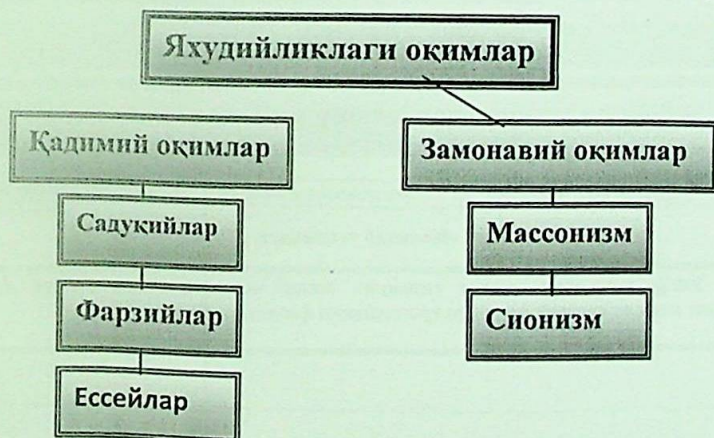 Яхудийликлаги оқимлар
Қадимий оқимлар
Садукийлар
Фарзийлар
Ессейлар
Замонавий оқимлар
Массонизм
Сионизм